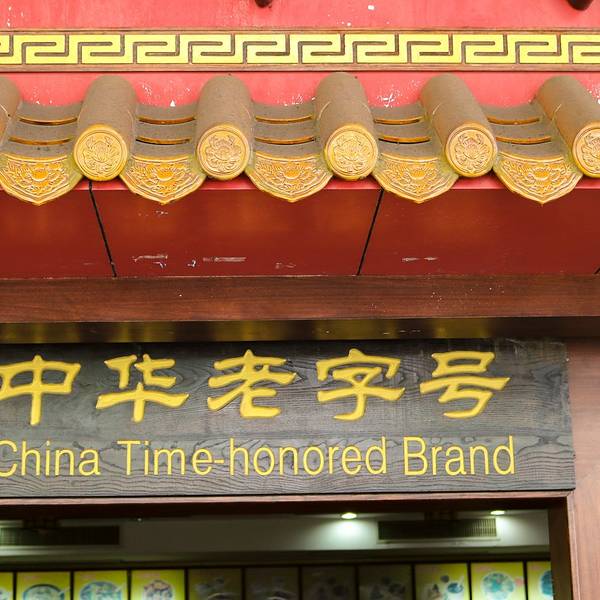 中华老字号
China Time-honored Brand